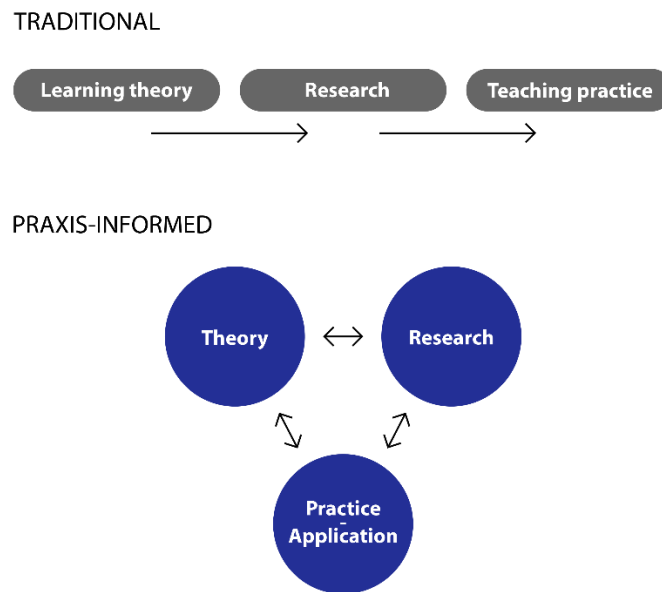 TRADITIONAL
Learning theory
Research
Teaching practice
PRAXIS-INFORMED
Theory
Research
Practice
-
Application